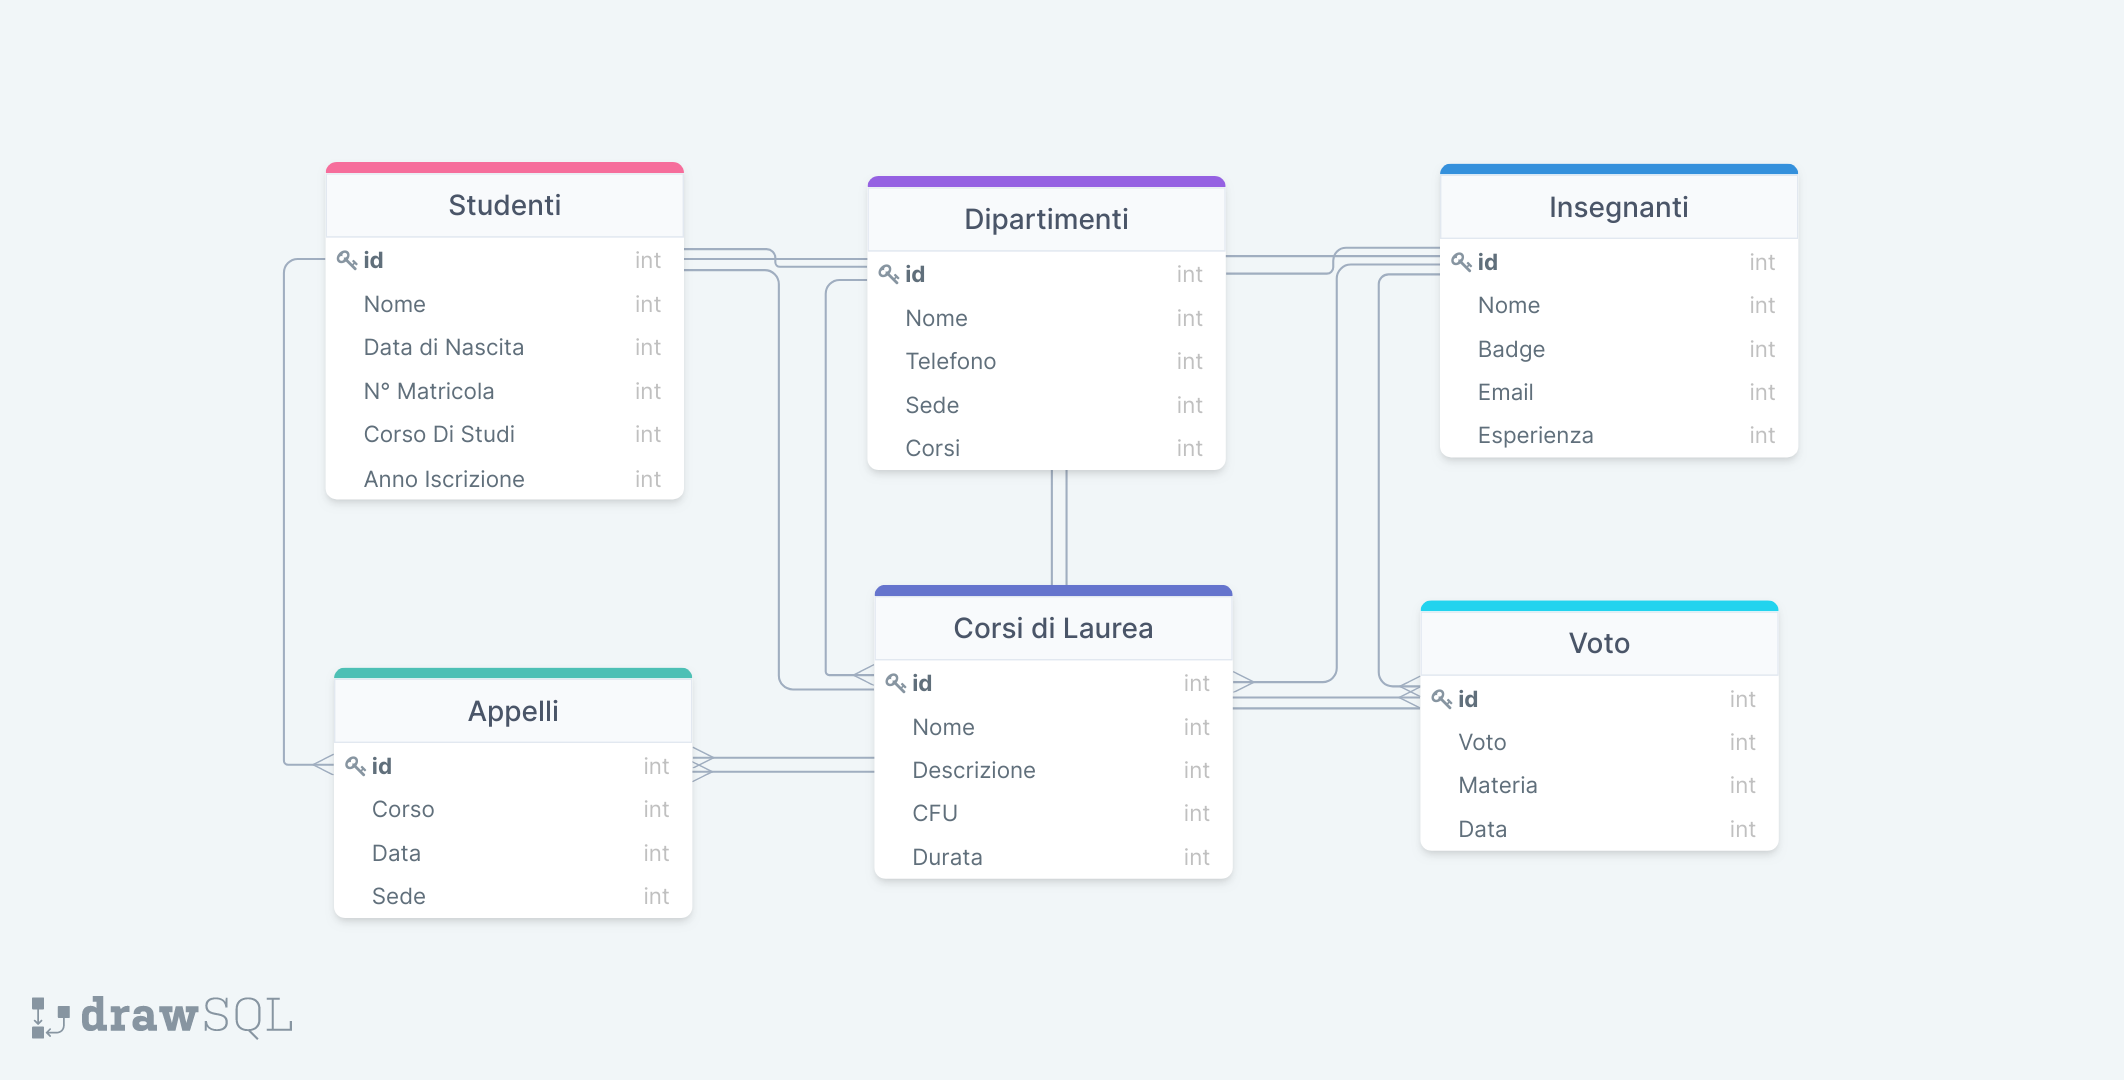 Studenti
id int
Nome int
Data di Nascita int
N° Matricola int
Corso Di Studi int
Anno Iscrizione int
Dipartimenti
id int
Nome int
Telefono int
Sede int
Corsi int
Insegnanti
id int
Nome int
Badge int
Email int
Esperienza int
Appelli
id int
Corso int
Data int
Sede int
Corsi di Laurea
id int
Nome int
Descrizione int
CFU int
Durata int
Voto
id int
Voto int
Materia int
Data int
drawSQL